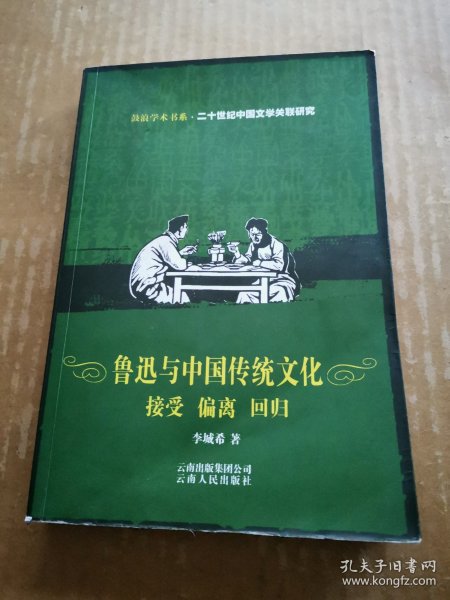 鼓浪学术书系·二十世纪中国文学关联研究
鲁迅与中国传统文化
接受 偏离 回归
李城希 著
云南出版集团公司
云南人民出版社
孔夫子旧书网
www.kongfz.com